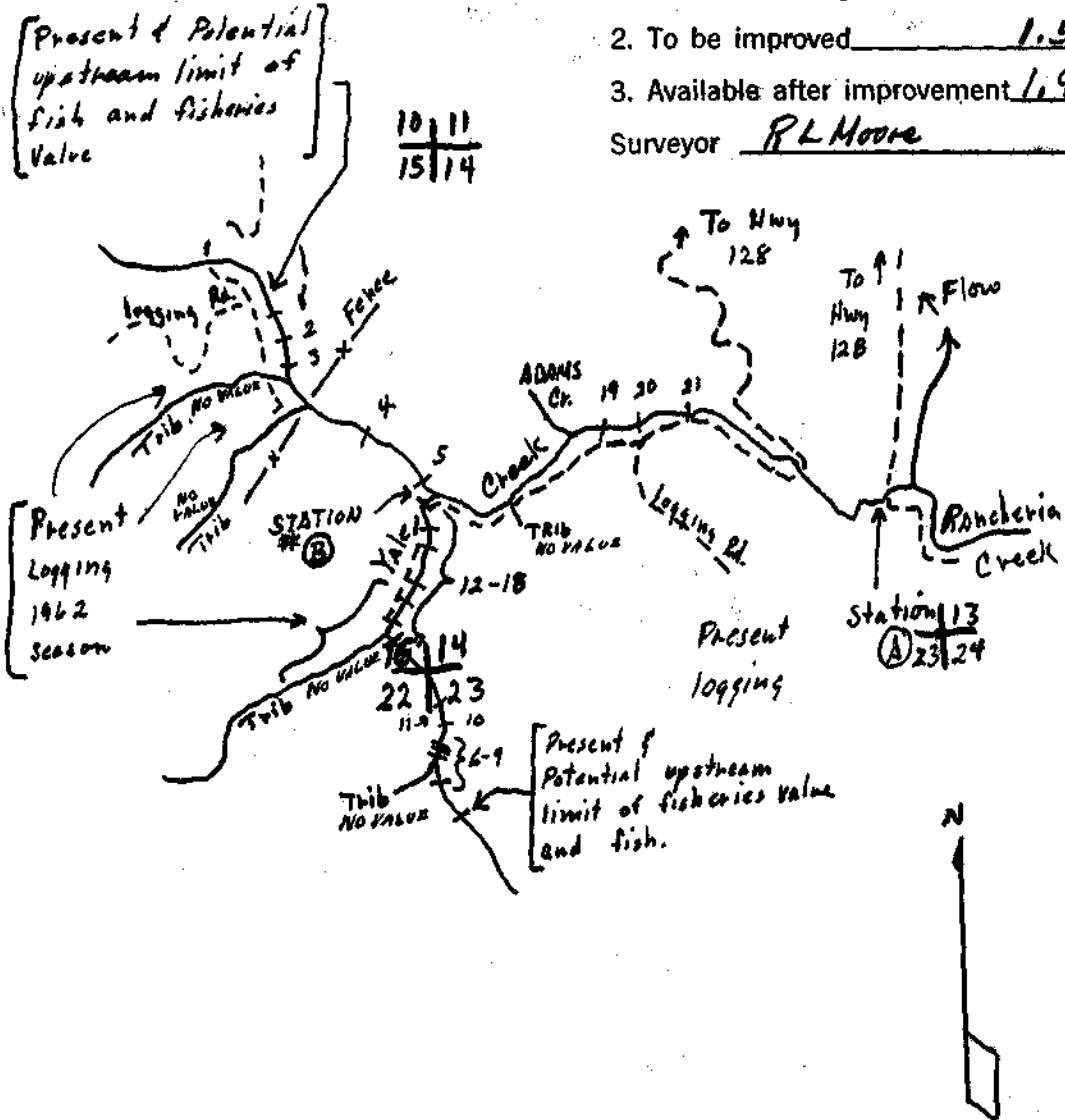 [Present & Potential
upstream limit of
fish and fisheries
Value]
2. To be improved
3. Available after improvement
Surveyor R L Moore
10 11
15 14
To Hwy
128
To
Hwy
128
Flow
logging Rd.
Fence
1
2
3
4
5
ADAMS
Cr.
19
20
21
Creek
Trib. NO VALUE
NO
VALUE
Trib
[Present
Logging
1962
season
STATION
# B
TRIB
NO VALUE
Logging Rd.
Rancheria
Creek
12-18
Station
A
13
23 24
Present
logging
Trib NO VALUE
14
22 23
11
10
6-9
Trib
NO VALUE
[Present &
Potential upstream
limit of fisheries value
and fish.
N